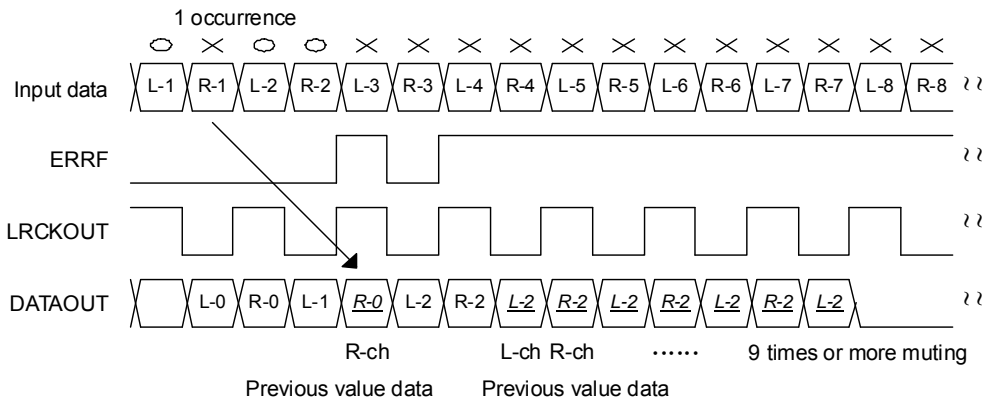 1 occurrence
Input data L-1 R-1 L-2 R-2 L-3 R-3 L-4 R-4 L-5 R-5 L-6 R-6 L-7 R-7 L-8 R-8
ERRF
LRCKOUT
DATAOUT L-0 R-0 L-1 R-0 L-2 R-2 L-2 R-2 L-2 R-2 L-2 R-2 L-2
R-ch L-ch R-ch ...... 9 times or more muting
Previous value data Previous value data